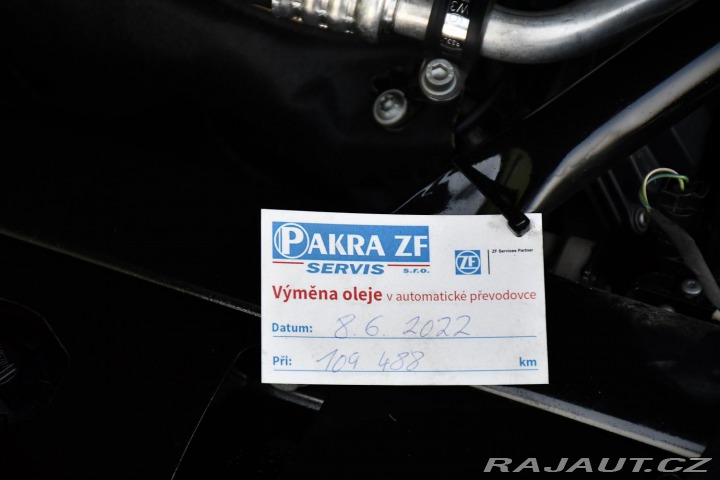 PAKRA ZF
SERVIS s.r.o.
ZF
ZF Services Partner
Výměna oleje v automatické převodovce
Datum: 8.6.2022
Při: 109 488 km
RAJAUT.CZ